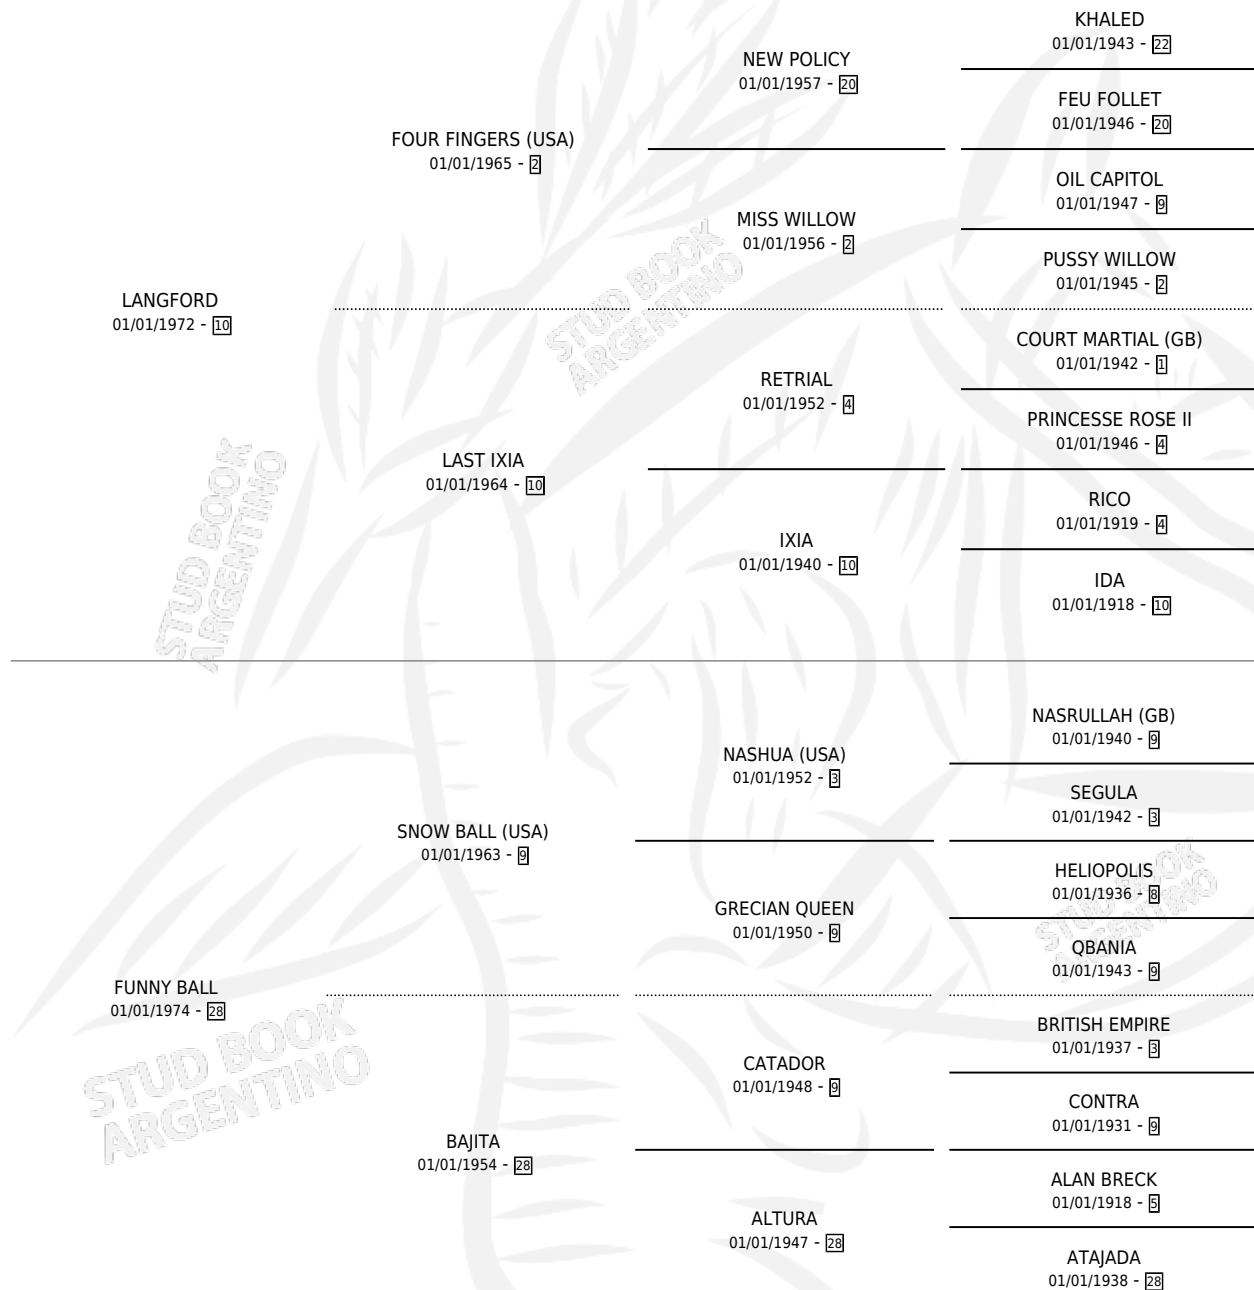 KHALED
01/01/1943 - 22
NEW POLICY
01/01/1957 - 20
FEU FOLLET
01/01/1946 - 20
FOUR FINGERS (USA)
01/01/1965 - 2
OIL CAPITOL
01/01/1947 - 9
MISS WILLOW
01/01/1956 - 2
PUSSY WILLOW
01/01/1945 - 2
LANGFORD
01/01/1972 - 10
COURT MARTIAL (GB)
01/01/1942 - 1
RETRIAL
01/01/1952 - 4
PRINCESSE ROSE II
01/01/1946 - 4
LAST IXIA
01/01/1964 - 10
RICO
01/01/1919 - 4
IXIA
01/01/1940 - 10
IDA
01/01/1918 - 10
NASRULLAH (GB)
01/01/1940 - 9
NASHUA (USA)
01/01/1952 - 3
SEGULA
01/01/1942 - 3
SNOW BALL (USA)
01/01/1963 - 9
HELIOPOLIS
01/01/1936 - 8
GRECIAN QUEEN
01/01/1950 - 9
QBANIA
01/01/1943 - 9
FUNNY BALL
01/01/1974 - 28
BRITISH EMPIRE
01/01/1937 - 3
CATADOR
01/01/1948 - 9
CONTRA
01/01/1931 - 9
BAJITA
01/01/1954 - 28
ALAN BRECK
01/01/1918 - 5
ALTURA
01/01/1947 - 28
ATAJADA
01/01/1938 - 28
STUD BOOK
ARGENTINO
STUD BOOK
ARGENTINO
STUD BOOK
ARGENTINO
STUD BOOK
ARGENTINO